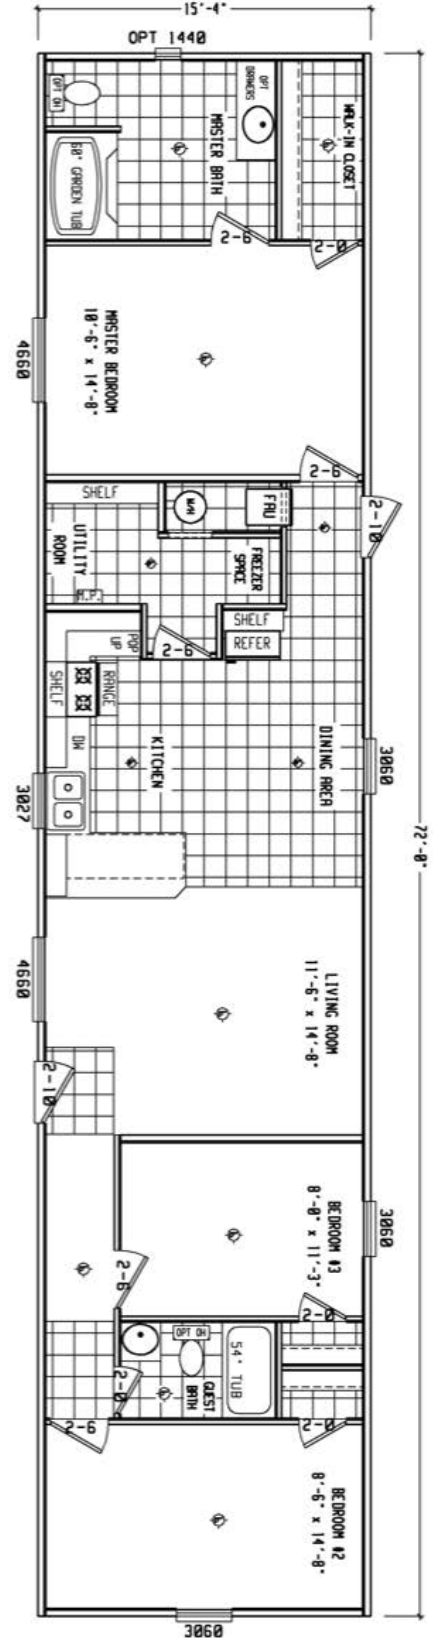 15'-4"
OPT 1440
OPT OH
OPT
DRAWERS
WALK-IN CLOSET
MASTER BATH
60" GARDEN TUB
2-6
2-0
MASTER BEDROOM
10'-6" x 14'-8"
4660
2-6
SHELF
W/H
FAU
2-10
UTILITY
ROOM
FREEZER
SPACE
H.P.
SHELF
REFER
POP
UP
2-6
RANGE
SHELF
DW
KITCHEN
DINING AREA
3060
3027
72'-0"
LIVING ROOM
11'-6" x 14'-8"
4660
2-10
BEDROOM #3
8'-0" x 11'-3"
3060
2-6
2-0
OPT OH
54" TUB
GUEST
BATH
2-0
2-6
2-0
BEDROOM #2
8'-6" x 14'-8"
3060